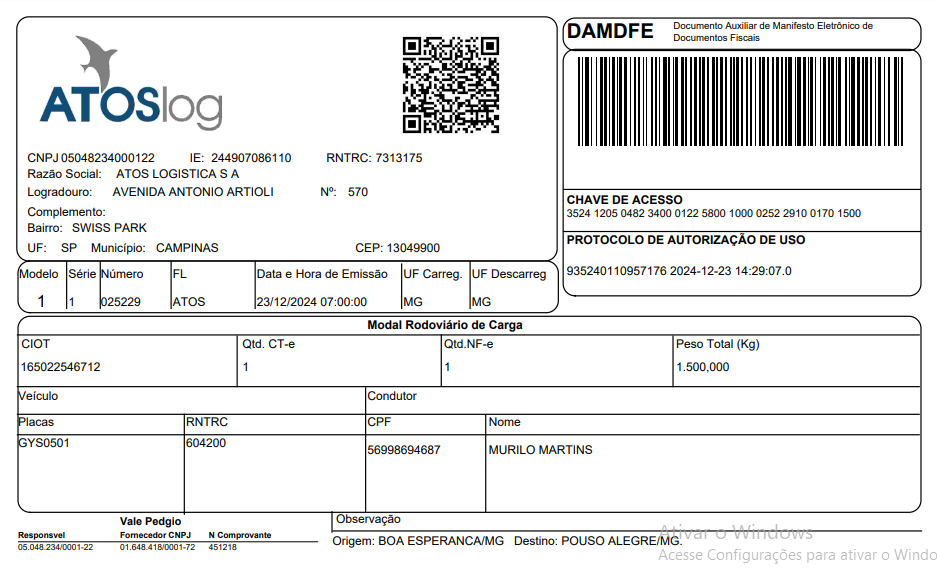 ATOSlog
CNPJ 05048234000122 IE: 244907086110 RNTRC: 7313175
Razão Social: ATOS LOGISTICA S A
Logradouro: AVENIDA ANTONIO ARTIOLI Nº: 570
Complemento:
Bairro: SWISS PARK
UF: SP Município: CAMPINAS CEP: 13049900
DAMDFE Documento Auxiliar de Manifesto Eletrônico de
Documentos Fiscais
CHAVE DE ACESSO
3524 1205 0482 3400 0122 5800 1000 0252 2910 0170 1500
PROTOCOLO DE AUTORIZAÇÃO DE USO
935240110957176 2024-12-23 14:29:07.0
Modelo Série Número FL Data e Hora de Emissão UF Carreg. UF Descarreg
1 1 025229 ATOS 23/12/2024 07:00:00 MG MG
Modal Rodoviário de Carga
CIOT Qtd. CT-e Qtd.NF-e Peso Total (Kg)
165022546712 1 1 1.500,000
Veículo Condutor
Placas RNTRC CPF Nome
GYS0501 604200 56998694687 MURILO MARTINS
Vale Pedgio
Responsvel Fornecedor CNPJ N Comprovante
05.048.234/0001-22 01.648.418/0001-72 451218
Observação
Origem: BOA ESPERANCA/MG Destino: POUSO ALEGRE/MG.
Ativar o Windows
Acesse Configurações para ativar o Windo